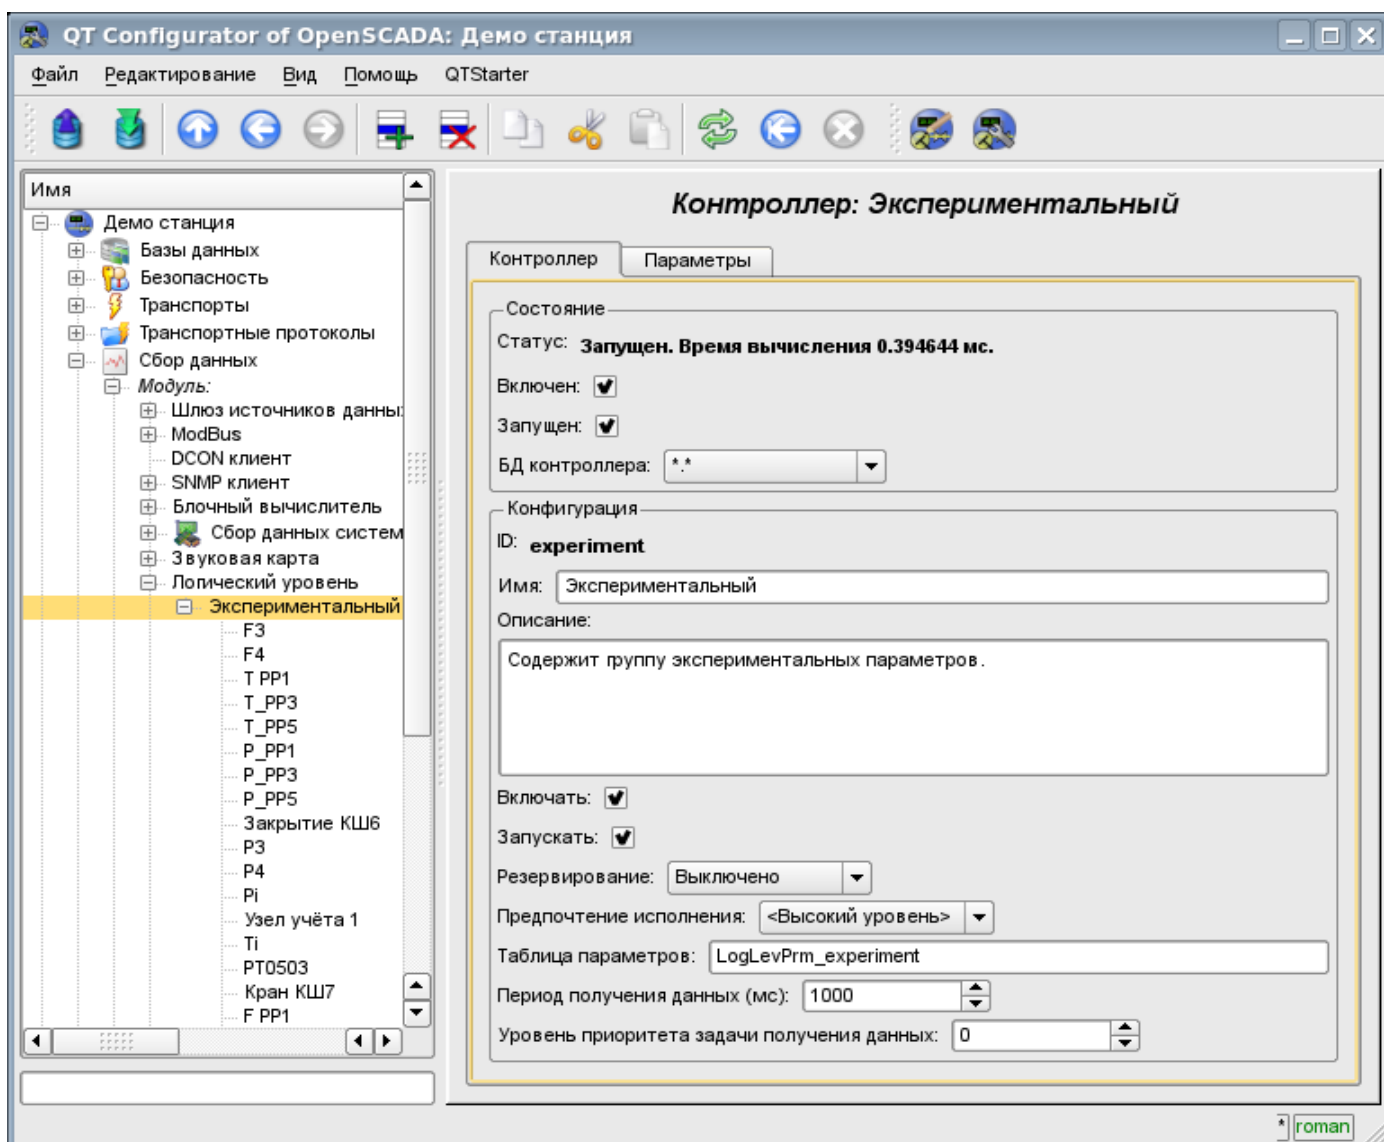 QT Configurator of OpenSCADA: Демо станция
Файл Редактирование Вид Помощь QTStarter
Имя
Демо станция
Базы данных
Безопасность
Транспорты
Транспортные протоколы
Сбор данных
Модуль:
Шлюз источников данны
ModBus
DCON клиент
SNMP клиент
Блочный вычислитель
Сбор данных систем
Звуковая карта
Логический уровень
Экспериментальный
F3
F4
T PP1
T_PP3
T_PP5
P_PP1
P_PP3
P_PP5
Закрытие КШ6
P3
P4
Pi
Узел учёта 1
Ti
PT0503
Кран КШ7
F PP1
Контроллер: Экспериментальный
Контроллер Параметры
Состояние
Статус: Запущен. Время вычисления 0.394644 мс.
Включен:
Запущен:
БД контроллера: *.*
Конфигурация
ID: experiment
Имя: Экспериментальный
Описание:
Содержит группу экспериментальных параметров.
Включать:
Запускать:
Резервирование: Выключено
Предпочтение исполнения: <Высокий уровень>
Таблица параметров: LogLevPrm_experiment
Период получения данных (мс): 1000
Уровень приоритета задачи получения данных: 0
* roman